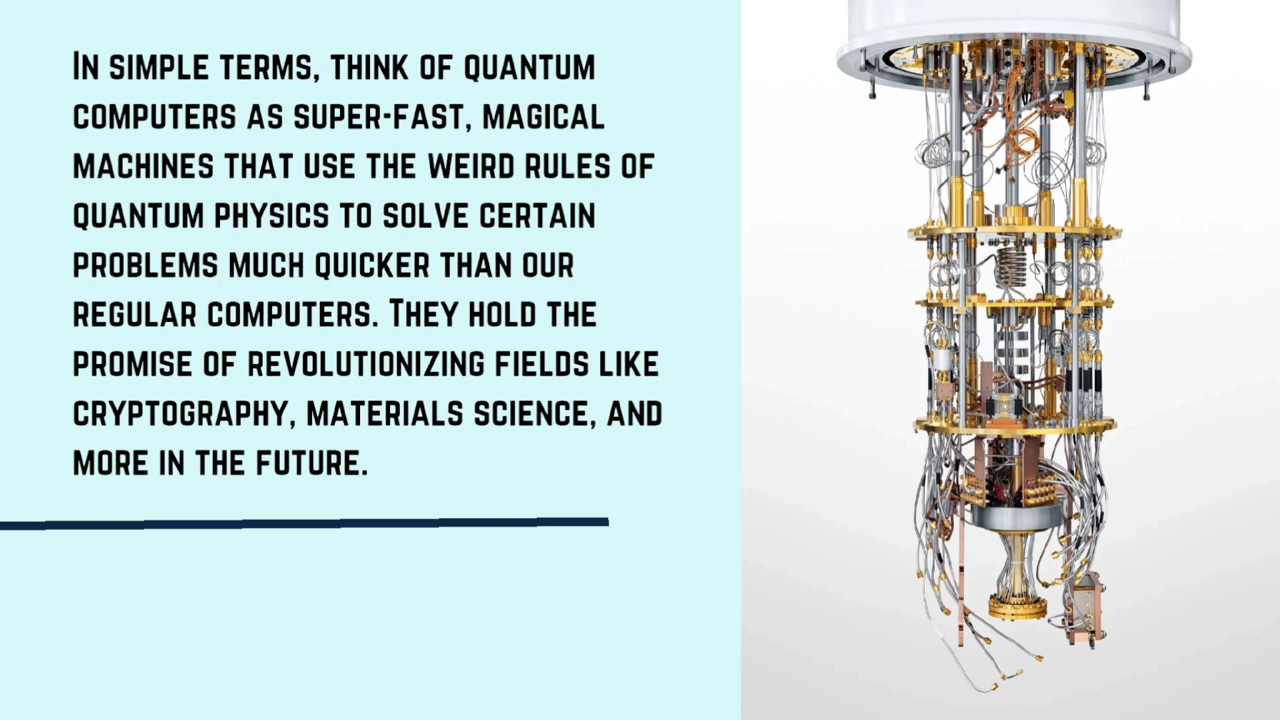 In simple terms, think of quantum
computers as super-fast, magical
machines that use the weird rules of
quantum physics to solve certain
problems much quicker than our
regular computers. They hold the
promise of revolutionizing fields like
cryptography, materials science, and
more in the future.